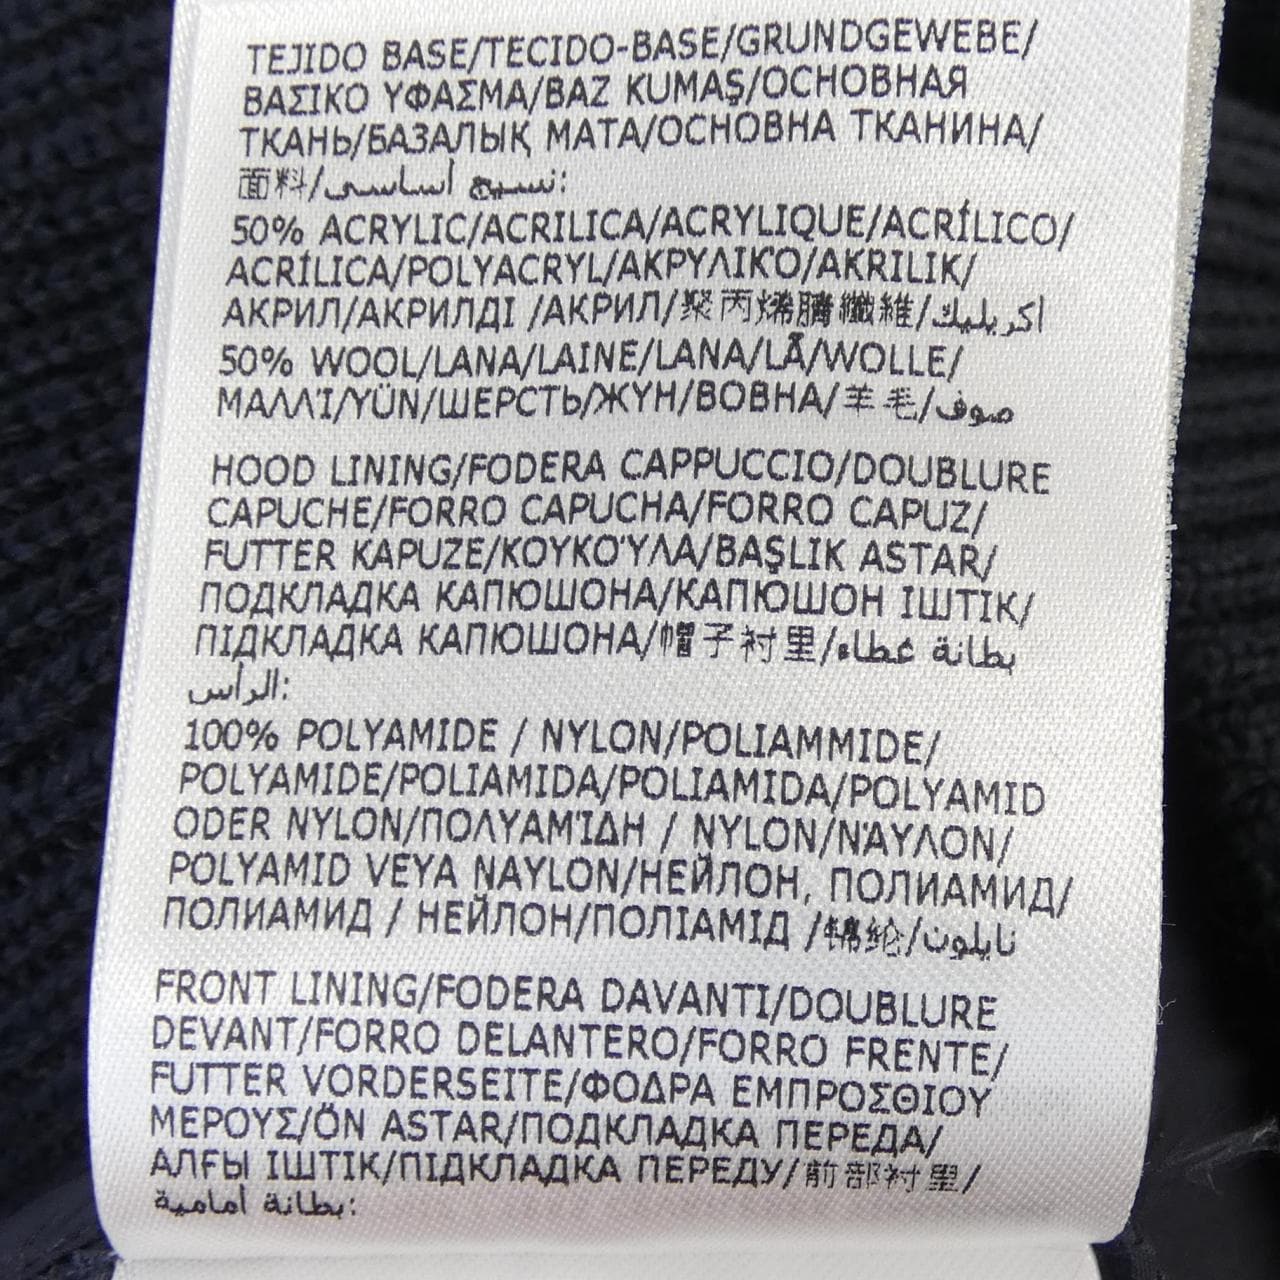 TEJIDO BASE/TECIDO-BASE/GRUNDGEWEBE/
ΒΑΣΙΚΟ ΥΦΑΣΜΑ/BAZ KUMAŞ/ОСНОВНАЯ
ТКАНЬ/БАЗАЛЫҚ МАТА/ОСНОВНА ТКАНИНА/
面料/نسيج أساسى:
50% ACRYLIC/ACRILICA/ACRYLIQUE/ACRÍLICO/
ACRÍLICA/POLYACRYL/ΑΚΡΥΛΙΚΌ/AKRILIK/
АКРИЛ/АКРИЛДІ /АКРИЛ/聚丙烯腈纖維/اكريليك
50% WOOL/LANA/LAINE/LANA/LÃ/WOLLE/
ΜΑΛΛΊ/YÜN/ШЕРСТЬ/ЖҮН/ВОВНА/羊毛/صوف
HOOD LINING/FODERA CAPPUCCIO/DOUBLURE
CAPUCHE/FORRO CAPUCHA/FORRO CAPUZ/
FUTTER KAPUZE/ΚΟΥΚΟΎΛΑ/BAŞLIK ASTAR/
ПОДКЛАДКА КАПЮШОНА/КАПЮШОН ІШТІК/
ПІДКЛАДКА КАПЮШОНА/帽子衬里/بطانة غطاء
الرأس:
100% POLYAMIDE / NYLON/POLIAMMIDE/
POLYAMIDE/POLIAMIDA/POLIAMIDA/POLYAMID
ODER NYLON/ΠΟΛΥΑΜΊΔΗ / NYLON/ΝΆΥΛΟΝ/
POLYAMID VEYA NAYLON/НЕЙЛОН, ПОЛИАМИД/
ПОЛИАМИД / НЕЙЛОН/ПОЛІАМІД /锦纶/نايلون
FRONT LINING/FODERA DAVANTI/DOUBLURE
DEVANT/FORRO DELANTERO/FORRO FRENTE/
FUTTER VORDERSEITE/ΦΟΔΡΑ ΕΜΠΡΟΣΘΙΟΥ
ΜΕΡΟΥΣ/ÖN ASTAR/ПОДКЛАДКА ПЕРЕДА/
АЛҒЫ ІШТІК/ПІДКЛАДКА ПЕРЕДУ/前部衬里/
بطانة أمامية: